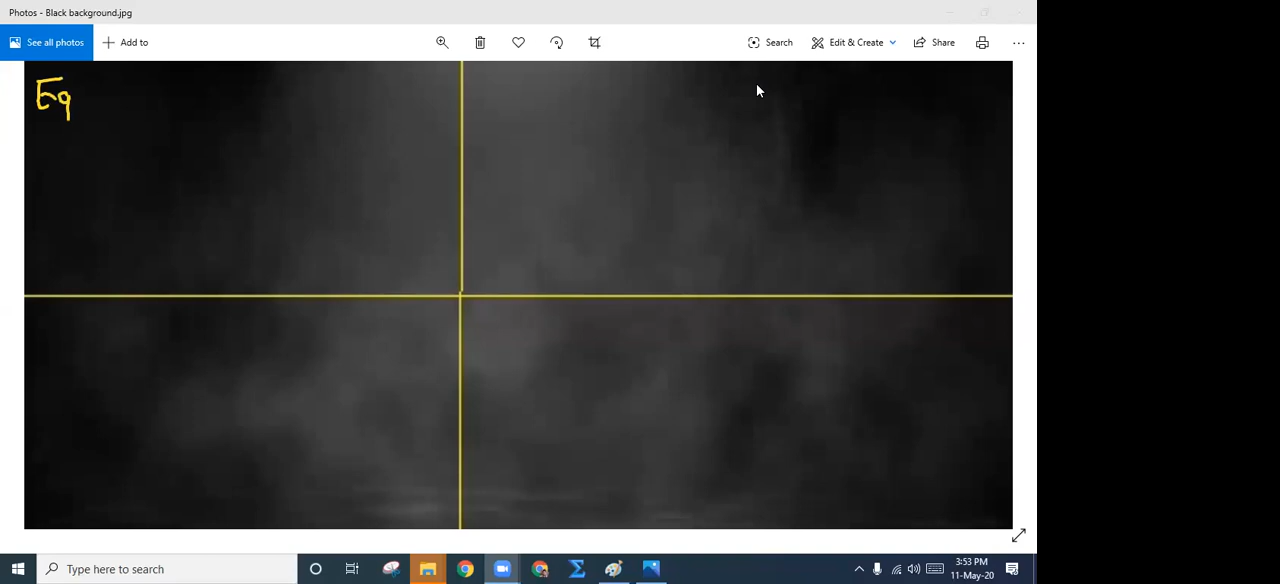 Photos - Black background.jpg
See all photos
Add to
Search
Edit & Create
Share
Eq
Type here to search
3:53 PM
11-May-20